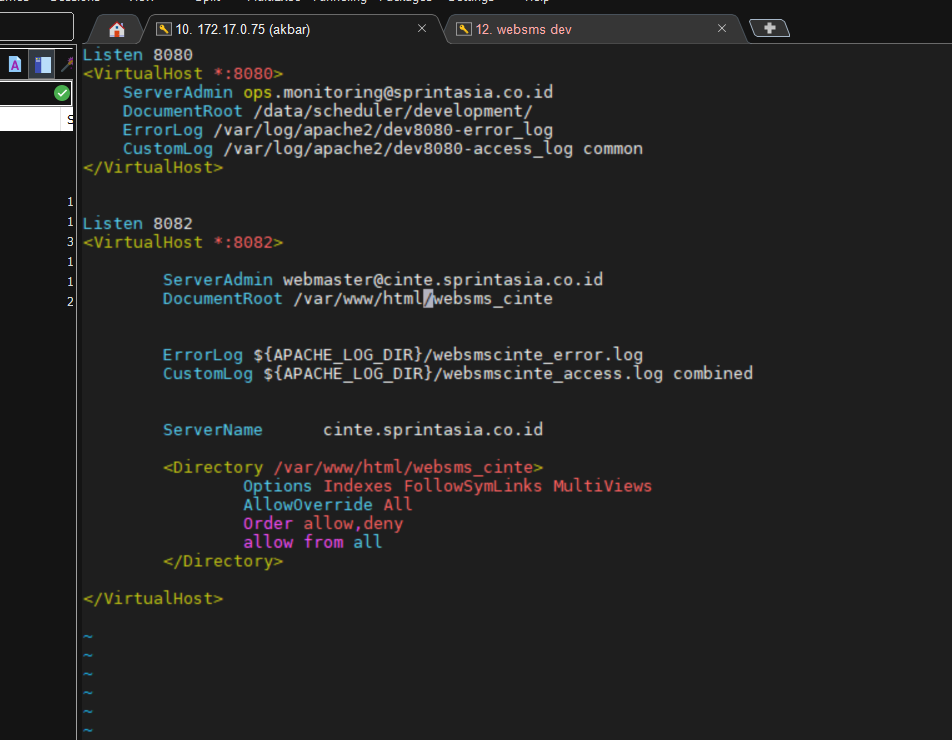 10. 172.17.0.75 (akbar)
12. websms dev
Listen 8080
<VirtualHost *:8080>
ServerAdmin ops.monitoring@sprintasia.co.id
DocumentRoot /data/scheduler/development/
ErrorLog /var/log/apache2/dev8080-error_log
CustomLog /var/log/apache2/dev8080-access_log common
</VirtualHost>
Listen 8082
<VirtualHost *:8082>
ServerAdmin webmaster@cinte.sprintasia.co.id
DocumentRoot /var/www/html/websms_cinte
ErrorLog ${APACHE_LOG_DIR}/websmscinte_error.log
CustomLog ${APACHE_LOG_DIR}/websmscinte_access.log combined
ServerName cinte.sprintasia.co.id
<Directory /var/www/html/websms_cinte>
Options Indexes FollowSymLinks MultiViews
AllowOverride All
Order allow,deny
allow from all
</Directory>
</VirtualHost>
~
~
~
~
~
~
1
1
3
1
1
2